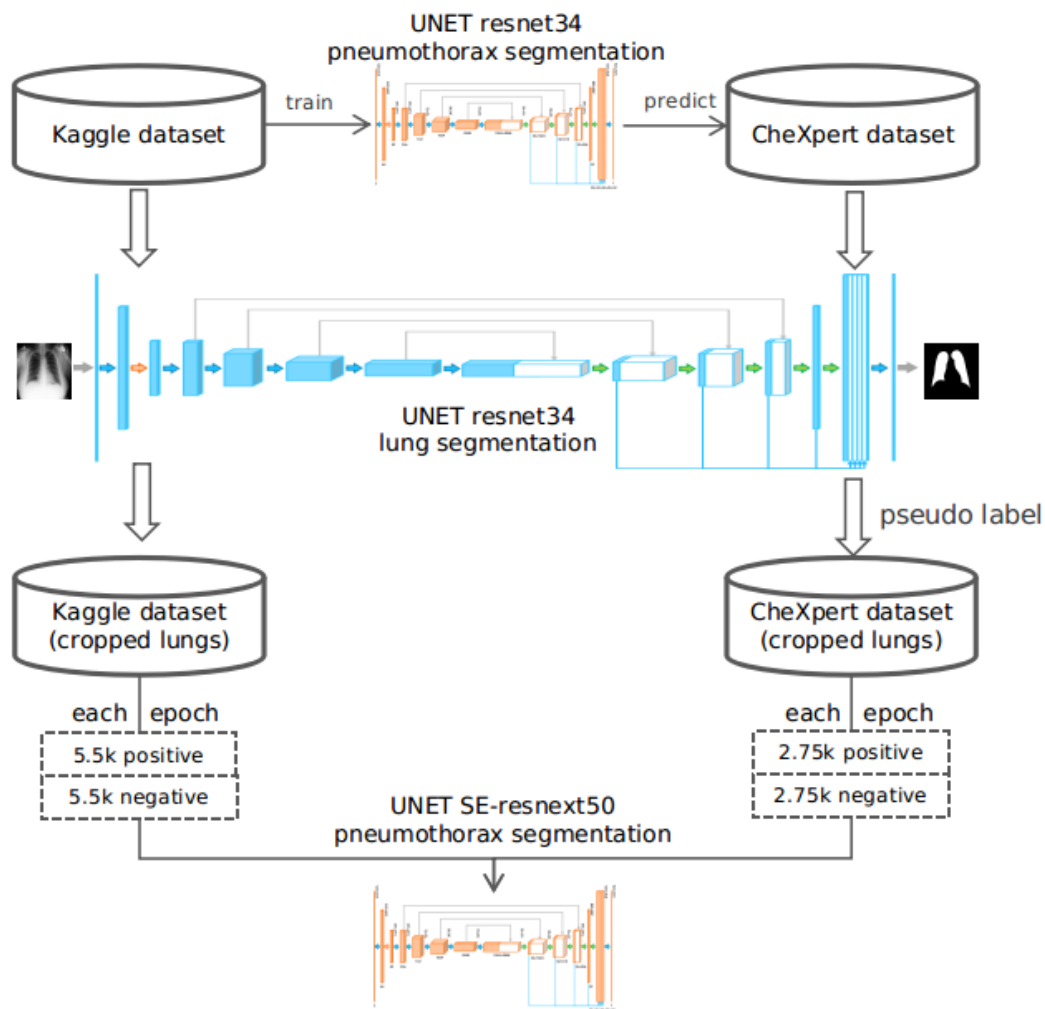 UNET resnet34
pneumothorax segmentation
Kaggle dataset
train
predict
CheXpert dataset
UNET resnet34
lung segmentation
pseudo label
Kaggle dataset
(cropped lungs)
CheXpert dataset
(cropped lungs)
each epoch
5.5k positive
5.5k negative
each epoch
2.75k positive
2.75k negative
UNET SE-resnext50
pneumothorax segmentation